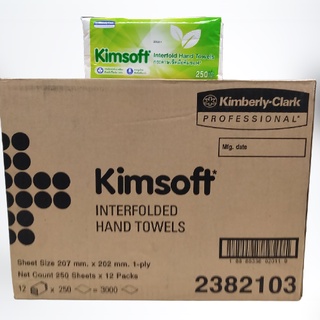 Kimsoft
Interfold Hand Towels
250
Kimberly-Clark
PROFESSIONAL*
Mfg. date
Kimsoft*
INTERFOLDED
HAND TOWELS
Sheet Size 207 mm. x 202 mm. 1-ply
Net Count 250 Sheets x 12 Packs
12 x 250 = 3000
2382103